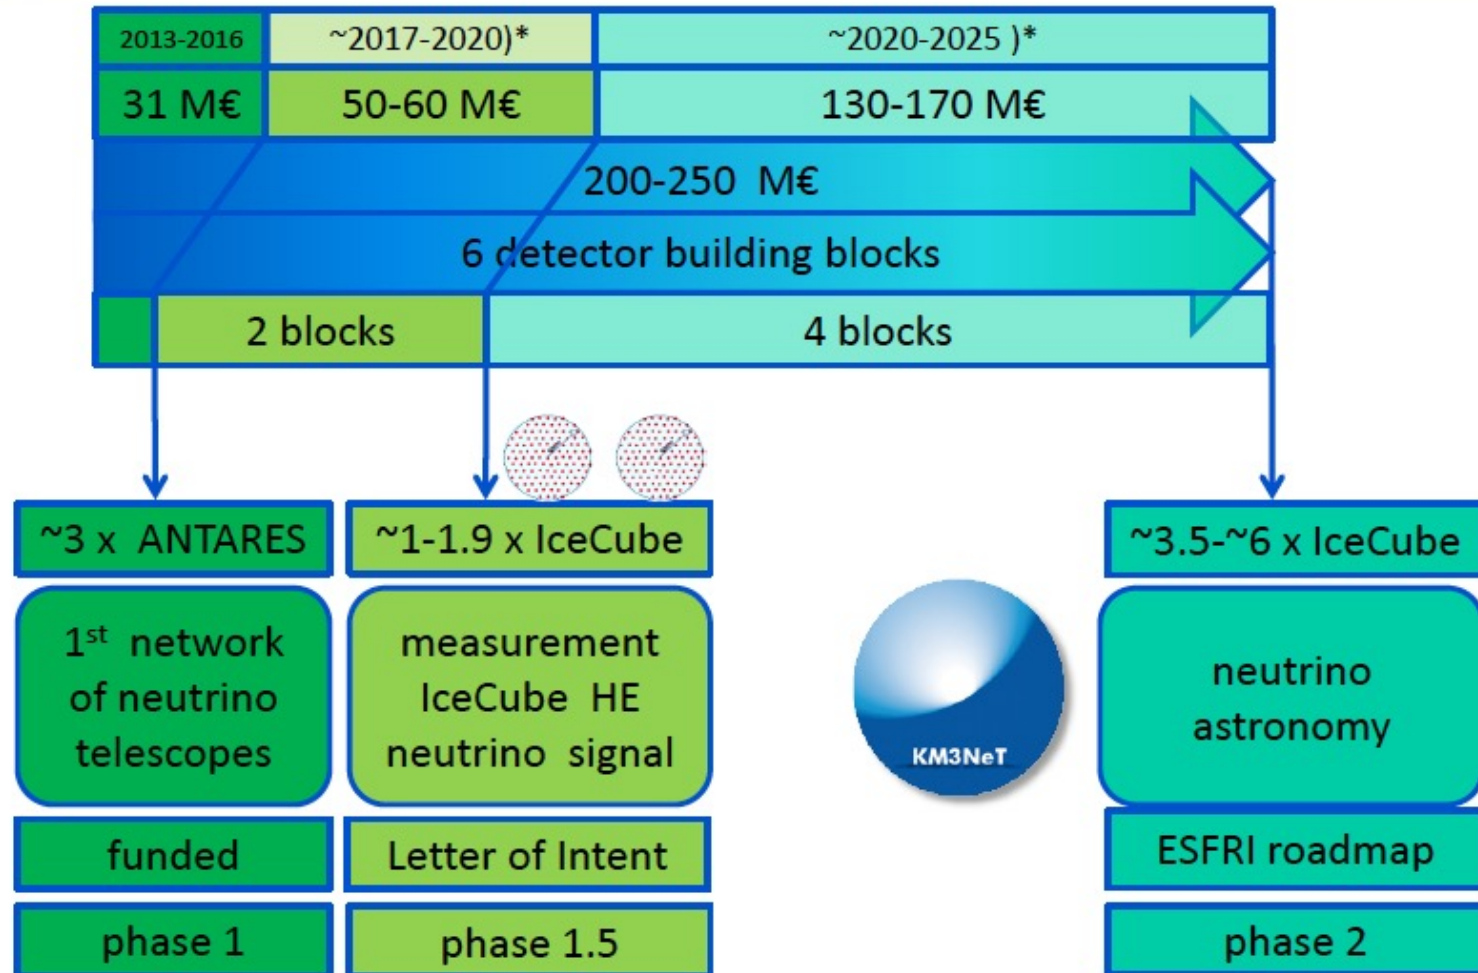 2013-2016
~2017-2020)*
~2020-2025 )*
31 M€
50-60 M€
130-170 M€
200-250 M€
6 detector building blocks
2 blocks
4 blocks
~3 x ANTARES
~1-1.9 x IceCube
~3.5-~6 x IceCube
1st network
of neutrino
telescopes
measurement
IceCube HE
neutrino signal
KM3NeT
neutrino
astronomy
funded
Letter of Intent
ESFRI roadmap
phase 1
phase 1.5
phase 2